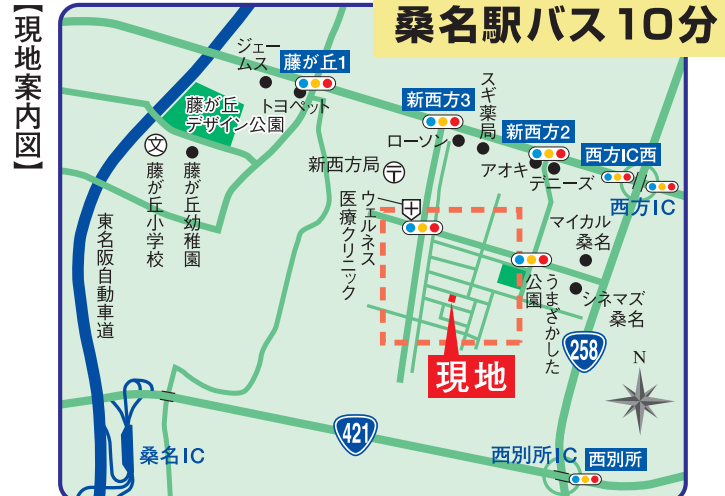 【現地案内図】
桑名駅バス10分
ジェー
ムス
藤が丘1
トヨペット
藤が丘
デザイン公園
新西方3
ローソン
スギ薬局
新西方2
アオキ
デニーズ
西方IC西
西方IC
文
藤が丘小学校
藤が丘幼稚園
新西方局
〒
ウェルネス
医療クリニック
マイカル
桑名
うまざかした
公園
シネマズ
桑名
東名阪自動車道
現地
258
N
421
桑名IC
西別所IC
西別所